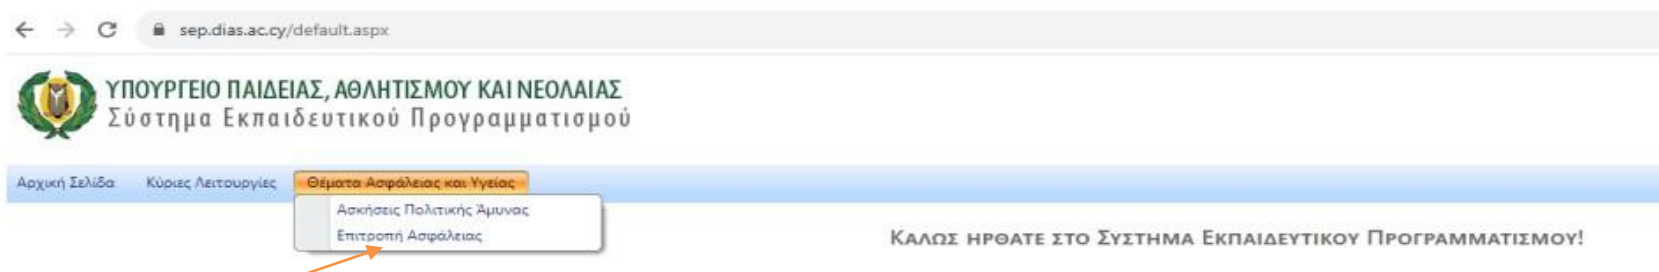 sep.dias.ac.cy/default.aspx
ΥΠΟΥΡΓΕΙΟ ΠΑΙΔΕΙΑΣ, ΑΘΛΗΤΙΣΜΟΥ ΚΑΙ ΝΕΟΛΑΙΑΣ
Σύστημα Εκπαιδευτικού Προγραμματισμού
Αρχική Σελίδα Κύριες Λειτουργίες Θέματα Ασφάλειας και Υγείας
Ασκήσεις Πολιτικής Άμυνας
Επιτροπή Ασφάλειας
ΚΑΛΩΣ ΗΡΘΑΤΕ ΣΤΟ ΣΥΣΤΗΜΑ ΕΚΠΑΙΔΕΥΤΙΚΟΥ ΠΡΟΓΡΑΜΜΑΤΙΣΜΟΥ!